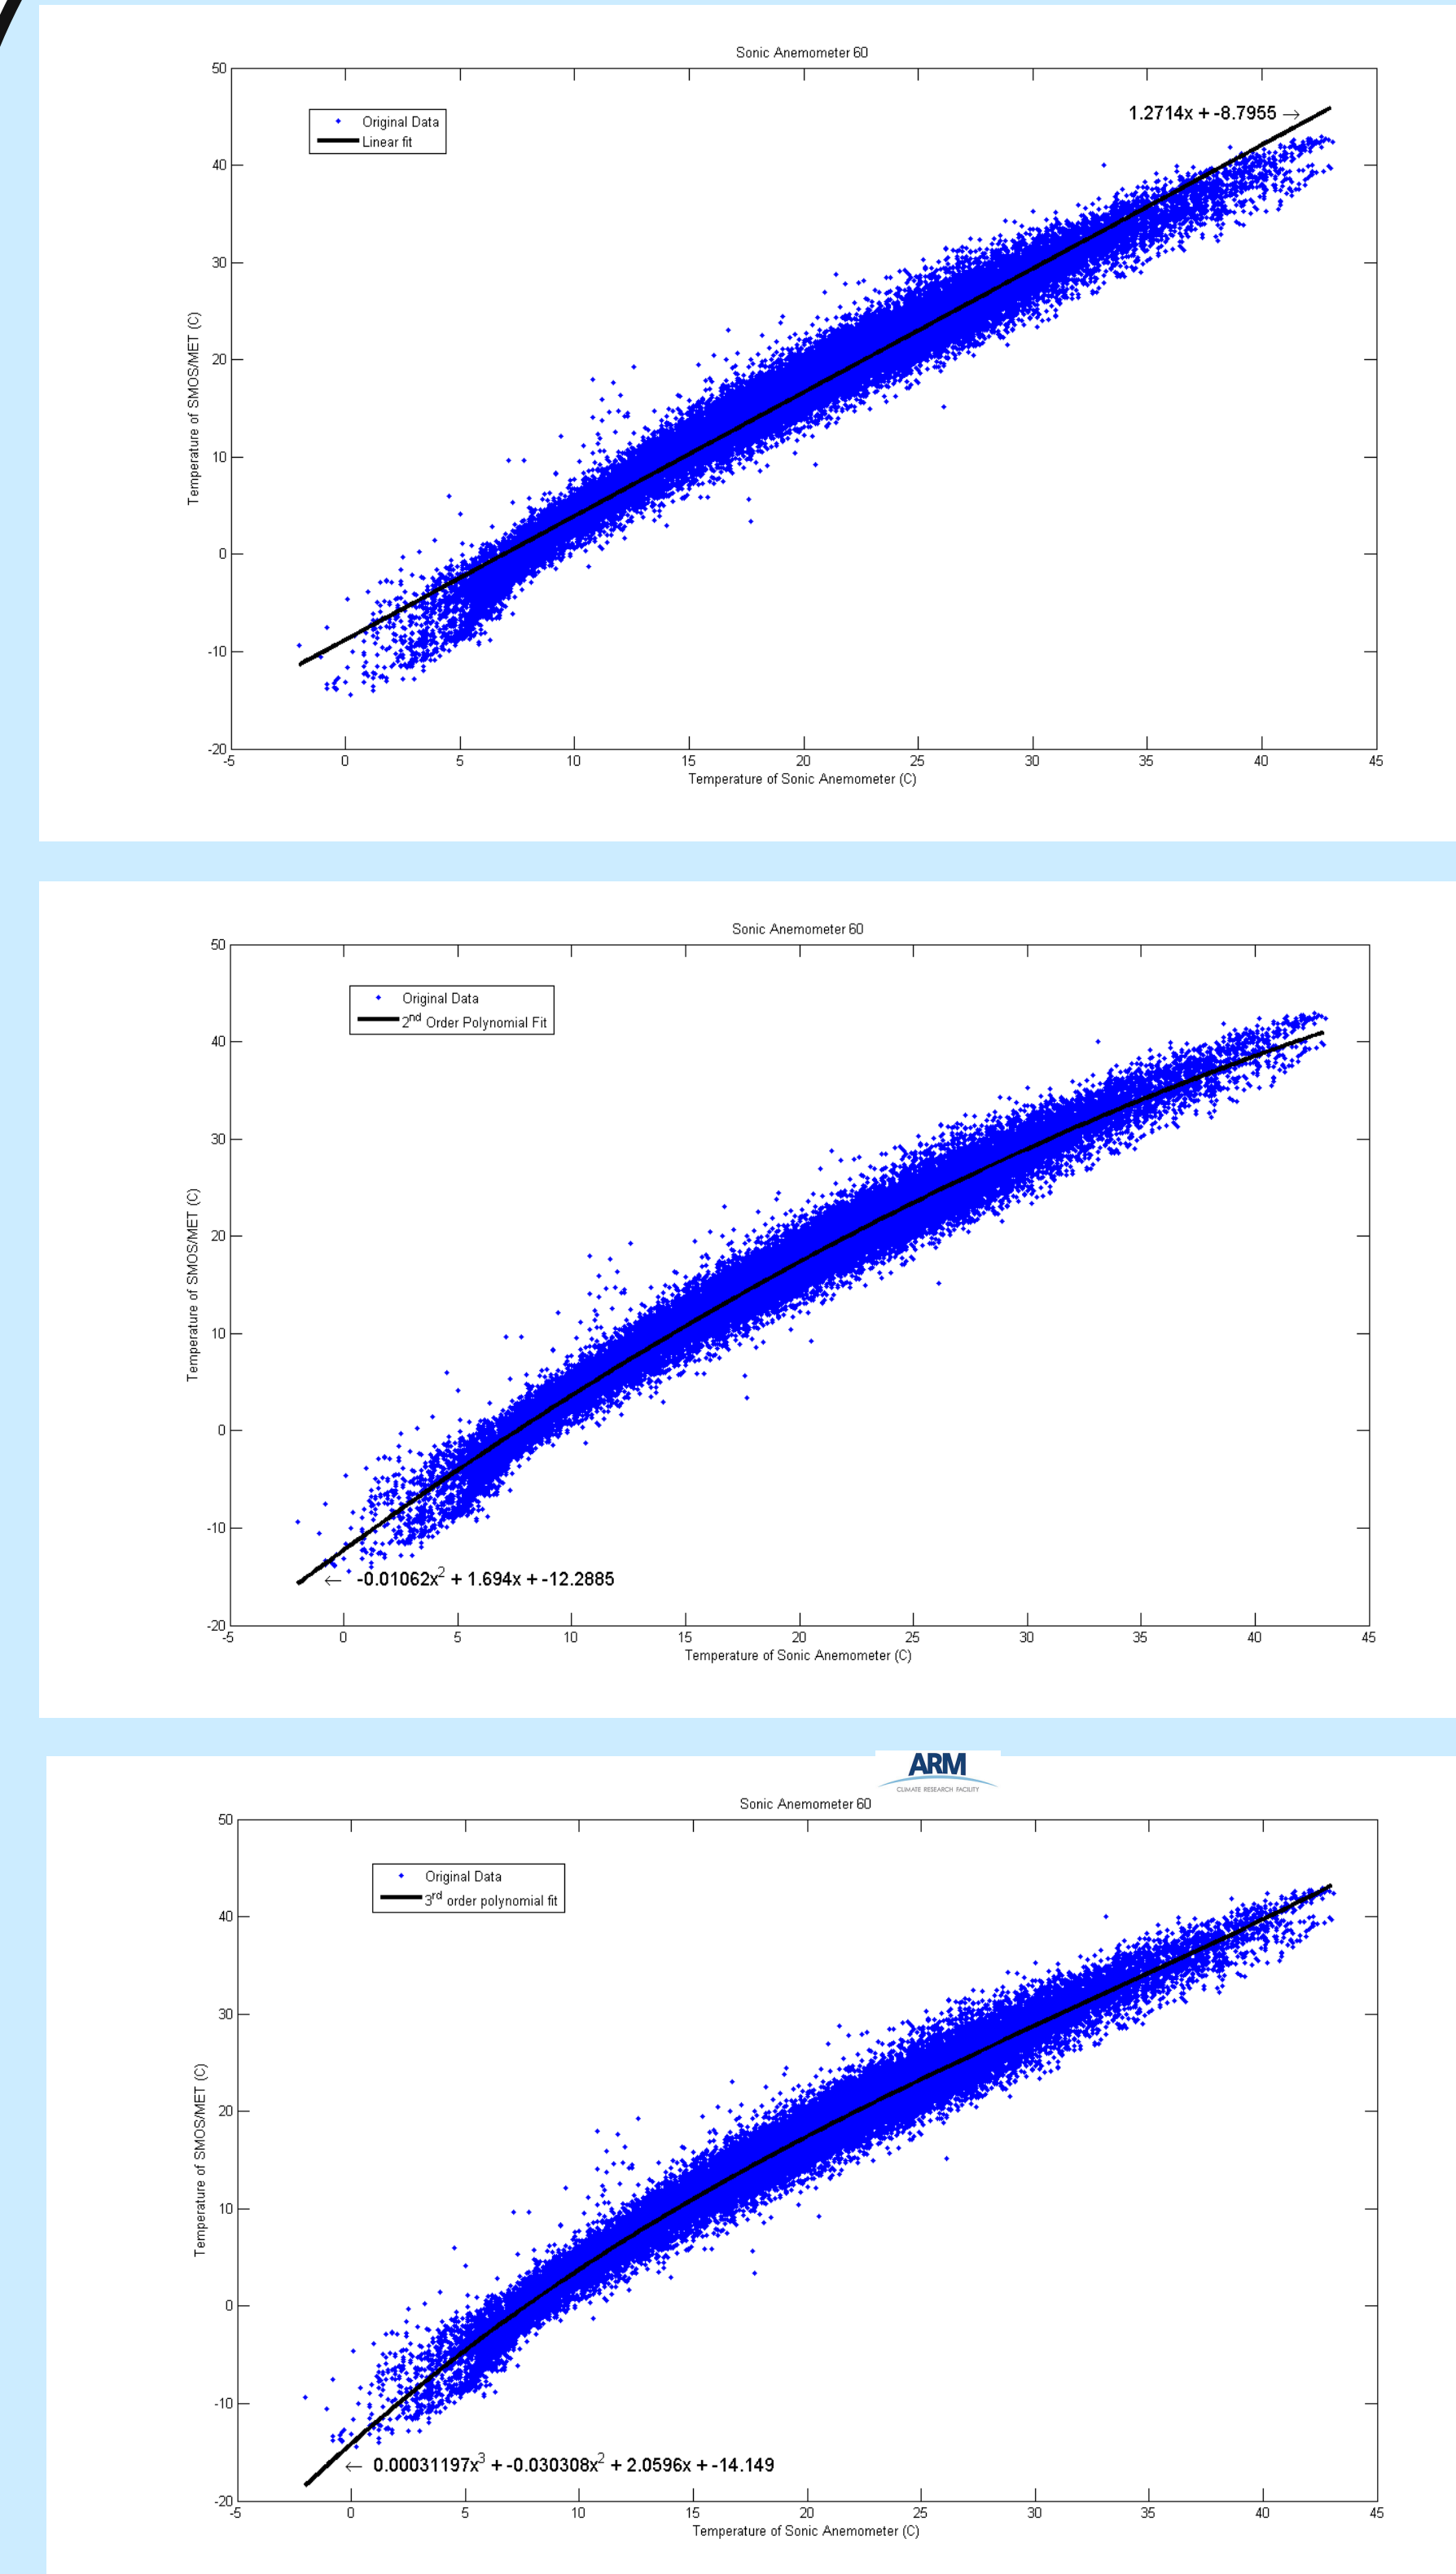 Sonic Anemometer 60
50
40
30
20
10
0
-10
-20
Temperature of SMOS/MET (C)
Original Data
Linear fit
1.2714x + -8.7955 →
-5 0 5 10 15 20 25 30 35 40 45
Temperature of Sonic Anemometer (C)
Sonic Anemometer 60
50
40
30
20
10
0
-10
-20
Temperature of SMOS/MET (C)
Original Data
2nd Order Polynomial Fit
← -0.01062x² + 1.694x + -12.2885
-5 0 5 10 15 20 25 30 35 40 45
Temperature of Sonic Anemometer (C)
ARM
CLIMATE RESEARCH FACILITY
Sonic Anemometer 60
50
40
30
20
10
0
-10
-20
Temperature of SMOS/MET (C)
Original Data
3rd order polynomial fit
← 0.00031197x³ + -0.030308x² + 2.0596x + -14.149
-5 0 5 10 15 20 25 30 35 40 45
Temperature of Sonic Anemometer (C)